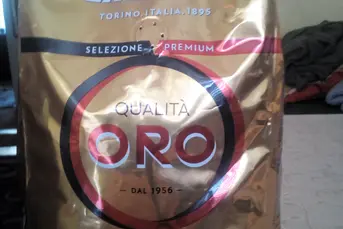 TORINO, ITALIA, 1895
SELEZIONE PREMIUM
QUALITÀ
ORO
— DAL 1956 —